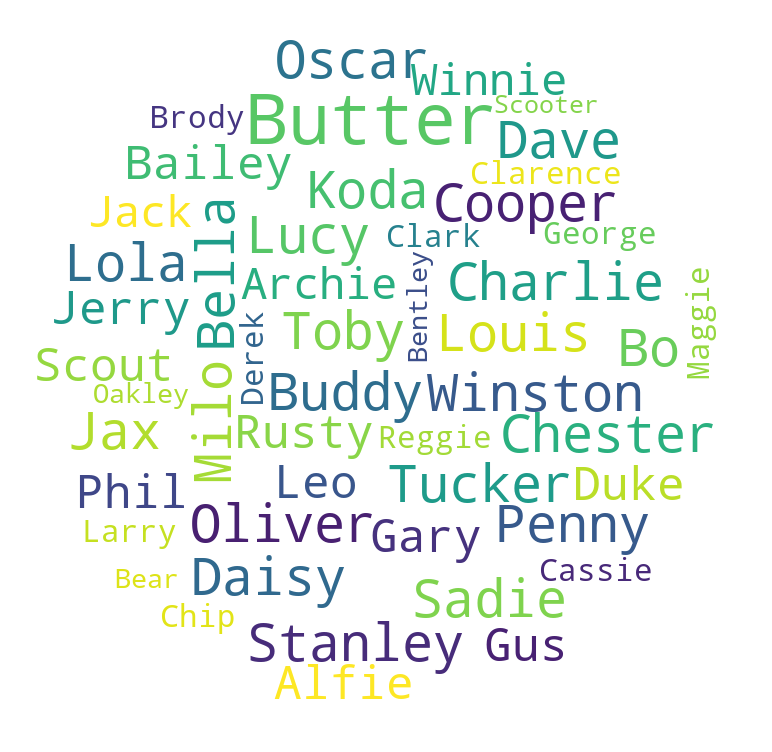 Oscar
Winnie
Scooter
Butter
Brody
Dave
Bailey
Clarence
Koda
Cooper
Jack
Lucy
Clark
George
Lola
Bella
Archie
Charlie
Jerry
Bentley
Maggie
Toby
Louis
Derek
Bo
Scout
Oakley
Milo
Buddy
Winston
Jax
Rusty
Reggie
Chester
Phil
Leo
Tucker
Duke
Larry
Oliver
Gary
Penny
Bear
Daisy
Cassie
Chip
Sadie
Stanley
Gus
Alfie